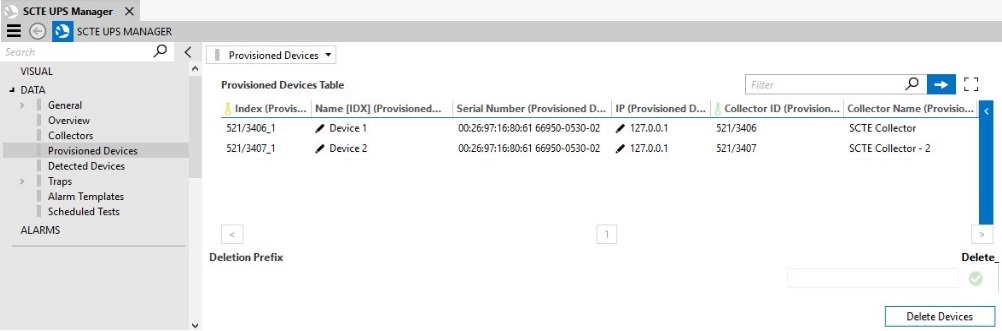 SCTE UPS Manager
SCTE UPS MANAGER
Search
Provisioned Devices
VISUAL
DATA
General
Overview
Collectors
Provisioned Devices
Detected Devices
Traps
Alarm Templates
Scheduled Tests
ALARMS
Provisioned Devices Table
Filter
Index (Provis... Name [IDX] (Provisioned... Serial Number (Provisioned D... IP (Provisioned D... Collector ID (Provision... Collector Name (Provisio...
521/3406_1 Device 1 00:26:97:16:80:61 66950-0530-02 127.0.0.1 521/3406 SCTE Collector
521/3407_1 Device 2 00:26:97:16:80:61 66950-0530-02 127.0.0.1 521/3407 SCTE Collector - 2
< 1 >
Deletion Prefix Delete_
Delete Devices